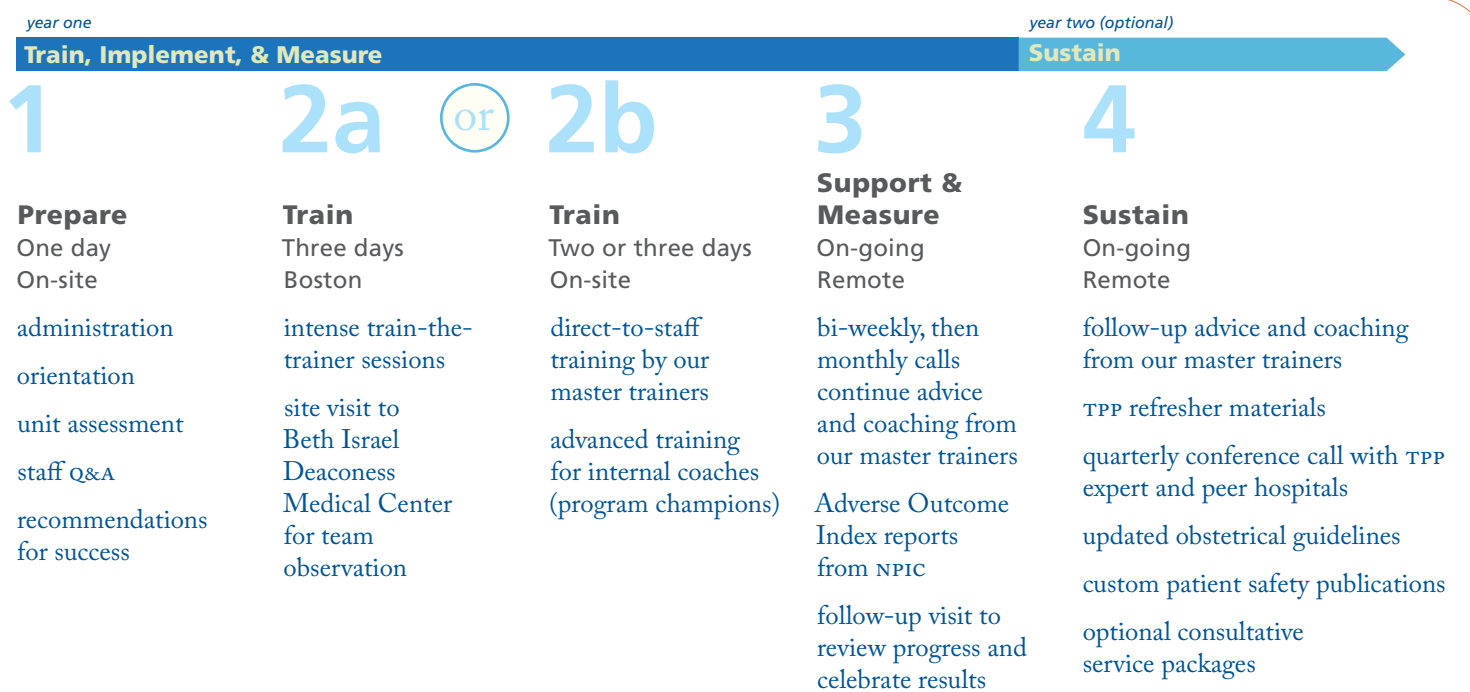 year one
year two (optional)
Train, Implement, & Measure
Sustain
1
Prepare
One day
On-site
administration
orientation
unit assessment
staff Q&A
recommendations
for success
2a
Train
Three days
Boston
intense train-the-
trainer sessions
site visit to
Beth Israel
Deaconess
Medical Center
for team
observation
or
2b
Train
Two or three days
On-site
direct-to-staff
training by our
master trainers
advanced training
for internal coaches
(program champions)
3
Support &
Measure
On-going
Remote
bi-weekly, then
monthly calls
continue advice
and coaching from
our master trainers
Adverse Outcome
Index reports
from NPIC
follow-up visit to
review progress and
celebrate results
4
Sustain
On-going
Remote
follow-up advice and coaching
from our master trainers
TPP refresher materials
quarterly conference call with TPP
expert and peer hospitals
updated obstetrical guidelines
custom patient safety publications
optional consultative
service packages